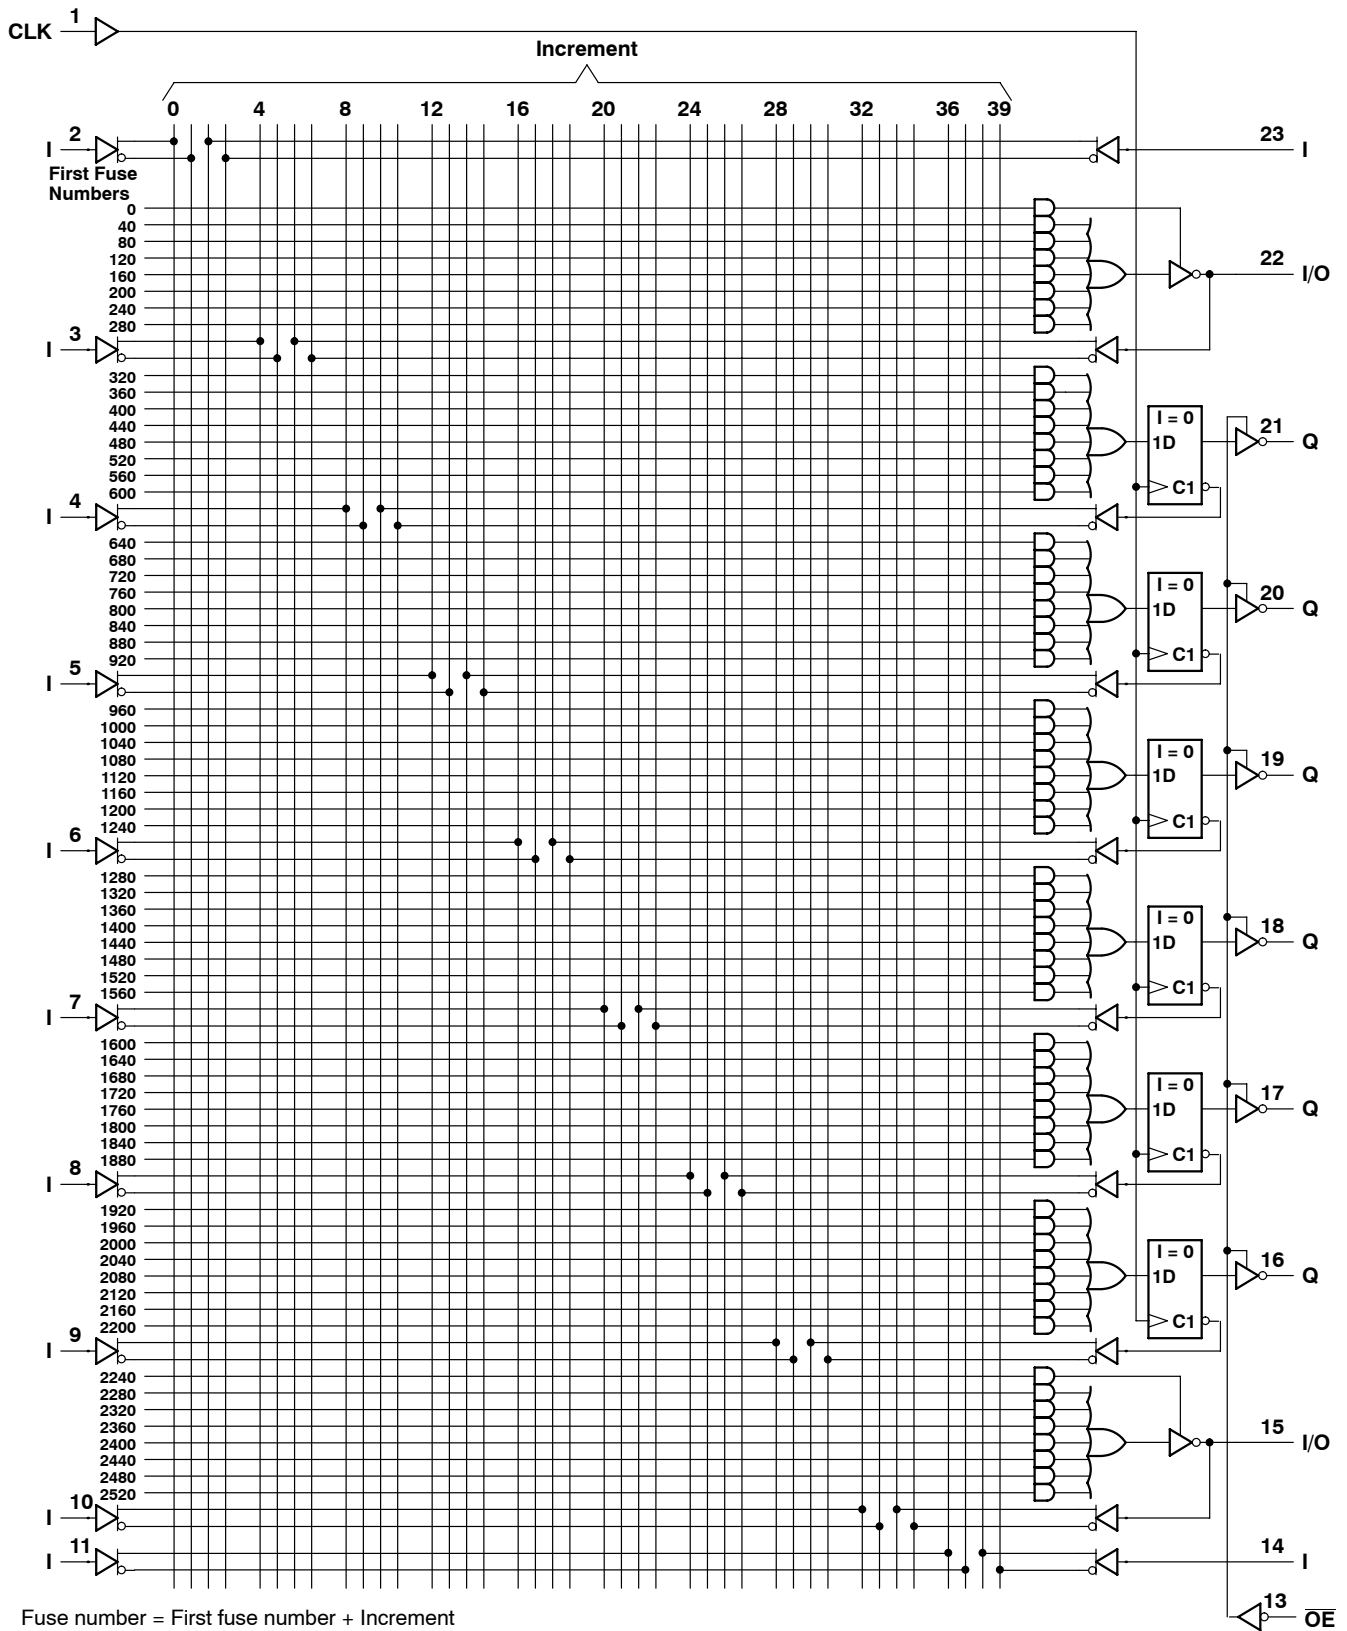 CLK 1
Increment
0 4 8 12 16 20 24 28 32 36 39
I 2 23 I
First Fuse
Numbers
0
40
80
120 22
160 I/O
200
240
280
I 3
320
360
400 I = 0 21
440 1D Q
480
520
560
600 C1
I 4
640
680
720 I = 0 20
760 1D Q
800
840
880
920 C1
I 5
960
1000
1040 I = 0 19
1080 1D Q
1120
1160
1200
1240 C1
I 6
1280
1320
1360 I = 0 18
1400 1D Q
1440
1480
1520
1560 C1
I 7
1600
1640
1680 I = 0 17
1720 1D Q
1760
1800
1840
1880 C1
I 8
1920
1960
2000 I = 0 16
2040 1D Q
2080
2120
2160
2200 C1
I 9
2240
2280
2320
2360 15
2400 I/O
2440
2480
2520
I 10
I 11 14 I
13 OE
Fuse number = First fuse number + Increment